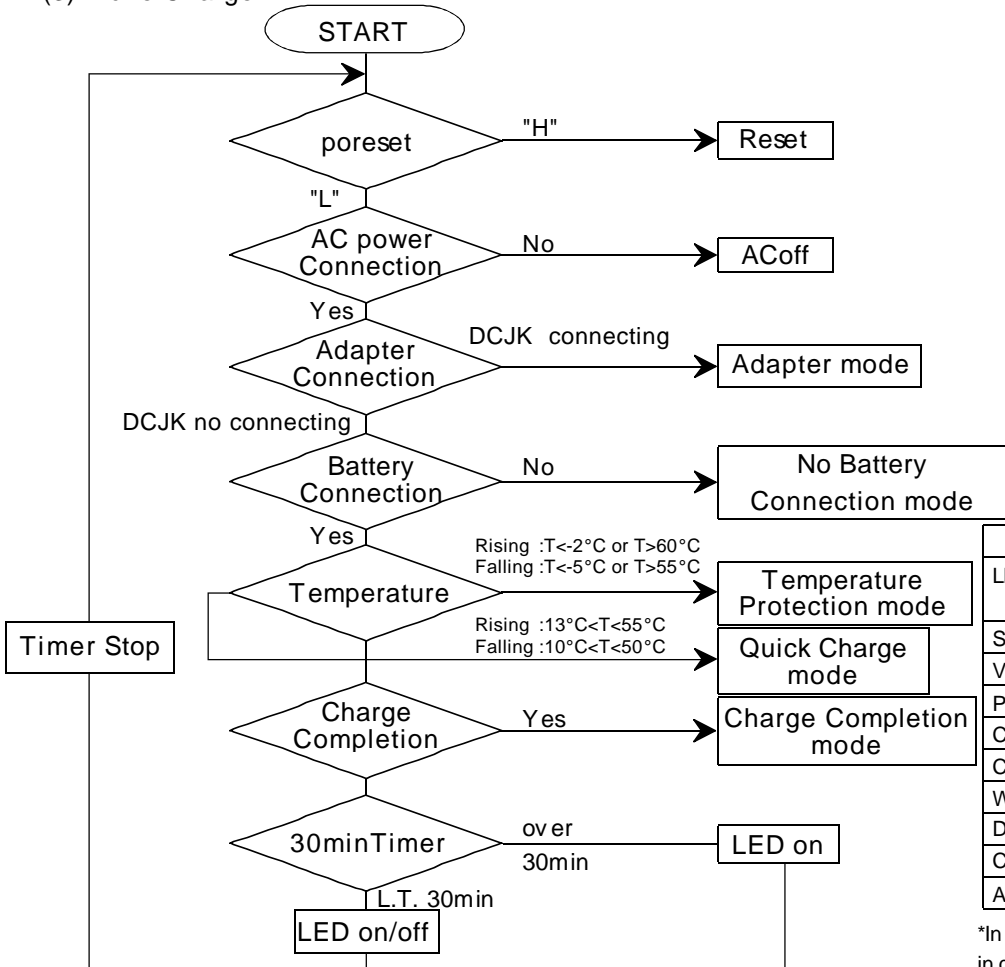 START
poreset
"H"
Reset
"L"
AC power
Connection
No
ACoff
Yes
Adapter
Connection
DCJK connecting
Adapter mode
DCJK no connecting
Battery
Connection
No
No Battery
Connection mode
Yes
Temperature
Rising :T<-2°C or T>60°C
Falling :T<-5°C or T>55°C
Temperature
Protection mode
Rising :13°C<T<55°C
Falling :10°C<T<50°C
Quick Charge
mode
Timer Stop
Charge
Completion
Yes
Charge Completion
mode
30minTimer
over
30min
LED on
L.T. 30min
LED on/off
S
V
P
C
C
W
D
C
A
*In